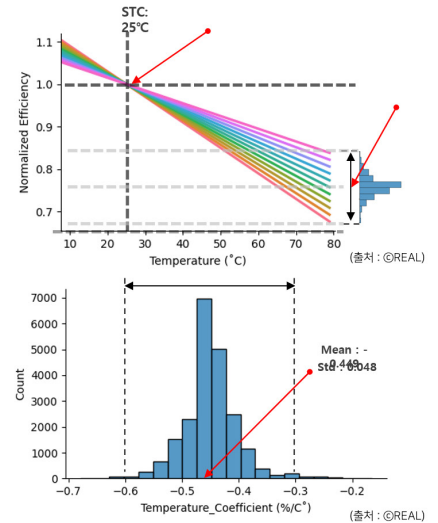 STC:
25℃
1.1
1.0
0.9
0.8
0.7
Normalized Efficiency
10 20 30 40 50 60 70 80
Temperature (˚C)
(출처 : ©REAL)
7000
6000
5000
4000
3000
2000
1000
0
Count
Mean : -
0.449
Std : 0.048
−0.7 −0.6 −0.5 −0.4 −0.3 −0.2
Temperature_Coefficient (%/C˚)
(출처 : ©REAL)